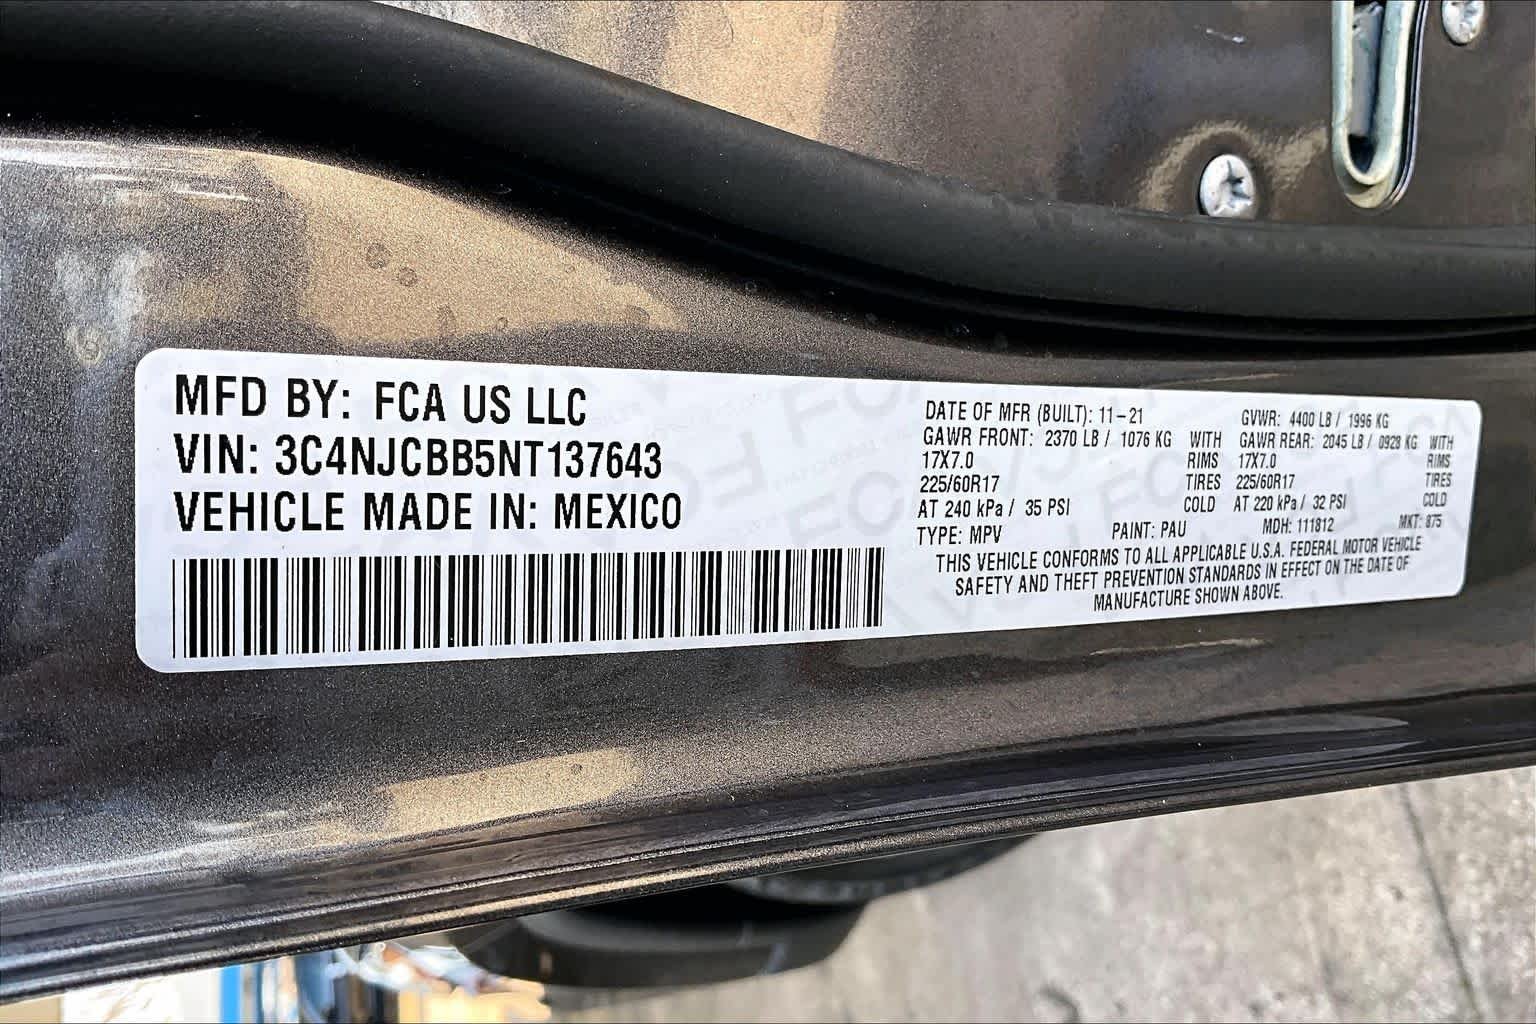 MFD BY: FCA US LLC
VIN: 3C4NJCBB5NT137643
VEHICLE MADE IN: MEXICO
DATE OF MFR (BUILT): 11-21 GVWR: 4400 LB / 1996 KG
GAWR FRONT: 2370 LB / 1076 KG WITH GAWR REAR: 2045 LB / 0928 KG WITH
17X7.0 RIMS 17X7.0 RIMS
225/60R17 TIRES 225/60R17 TIRES
AT 240 kPa / 35 PSI COLD AT 220 kPa / 32 PSI COLD
TYPE: MPV PAINT: PAU MDH: 111812 MKT: 875
THIS VEHICLE CONFORMS TO ALL APPLICABLE U.S.A. FEDERAL MOTOR VEHICLE
SAFETY AND THEFT PREVENTION STANDARDS IN EFFECT ON THE DATE OF
MANUFACTURE SHOWN ABOVE.